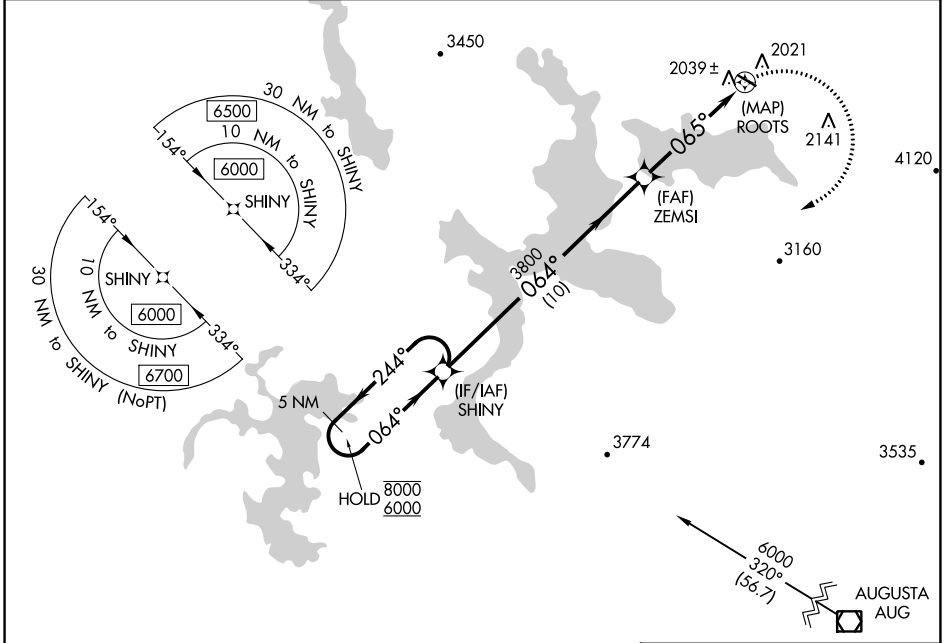 3450
2039 ±
2021
(MAP)
ROOTS
2141
4120
30 NM to SHINY
6500
10 NM to SHINY
6000
154°
SHINY
334°
065°
(FAF)
ZEMSI
3160
154°
SHINY
10 NM to SHINY
6000
334°
30 NM to SHINY (NoPT)
6700
3800
064°
(10)
244°
5 NM
064°
(IF/IAF)
SHINY
HOLD
8000
6000
3774
3535
6000
320°
(56.7)
AUGUSTA
AUG